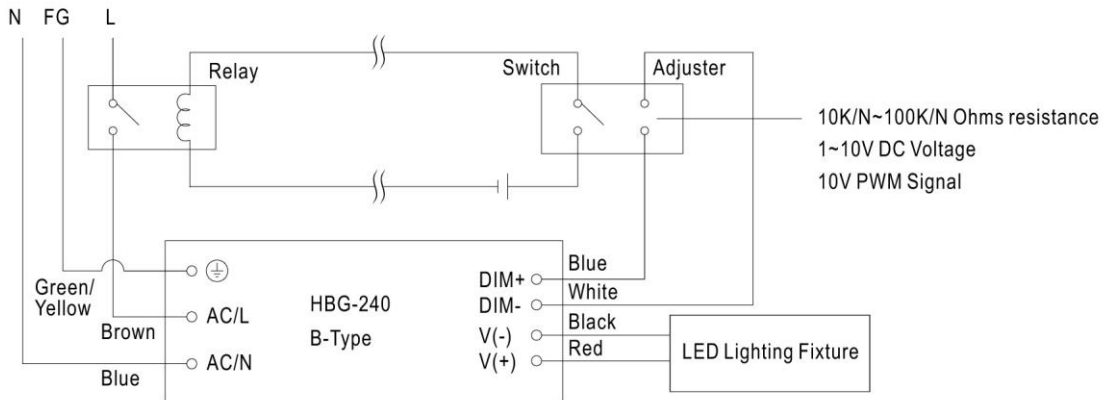 N FG L
Relay
Switch
Adjuster
10K/N~100K/N Ohms resistance
1~10V DC Voltage
10V PWM Signal
Green/
Yellow
Brown
Blue
AC/L
AC/N
HBG-240
B-Type
DIM+
DIM-
V(-)
V(+)
Blue
White
Black
Red
LED Lighting Fixture